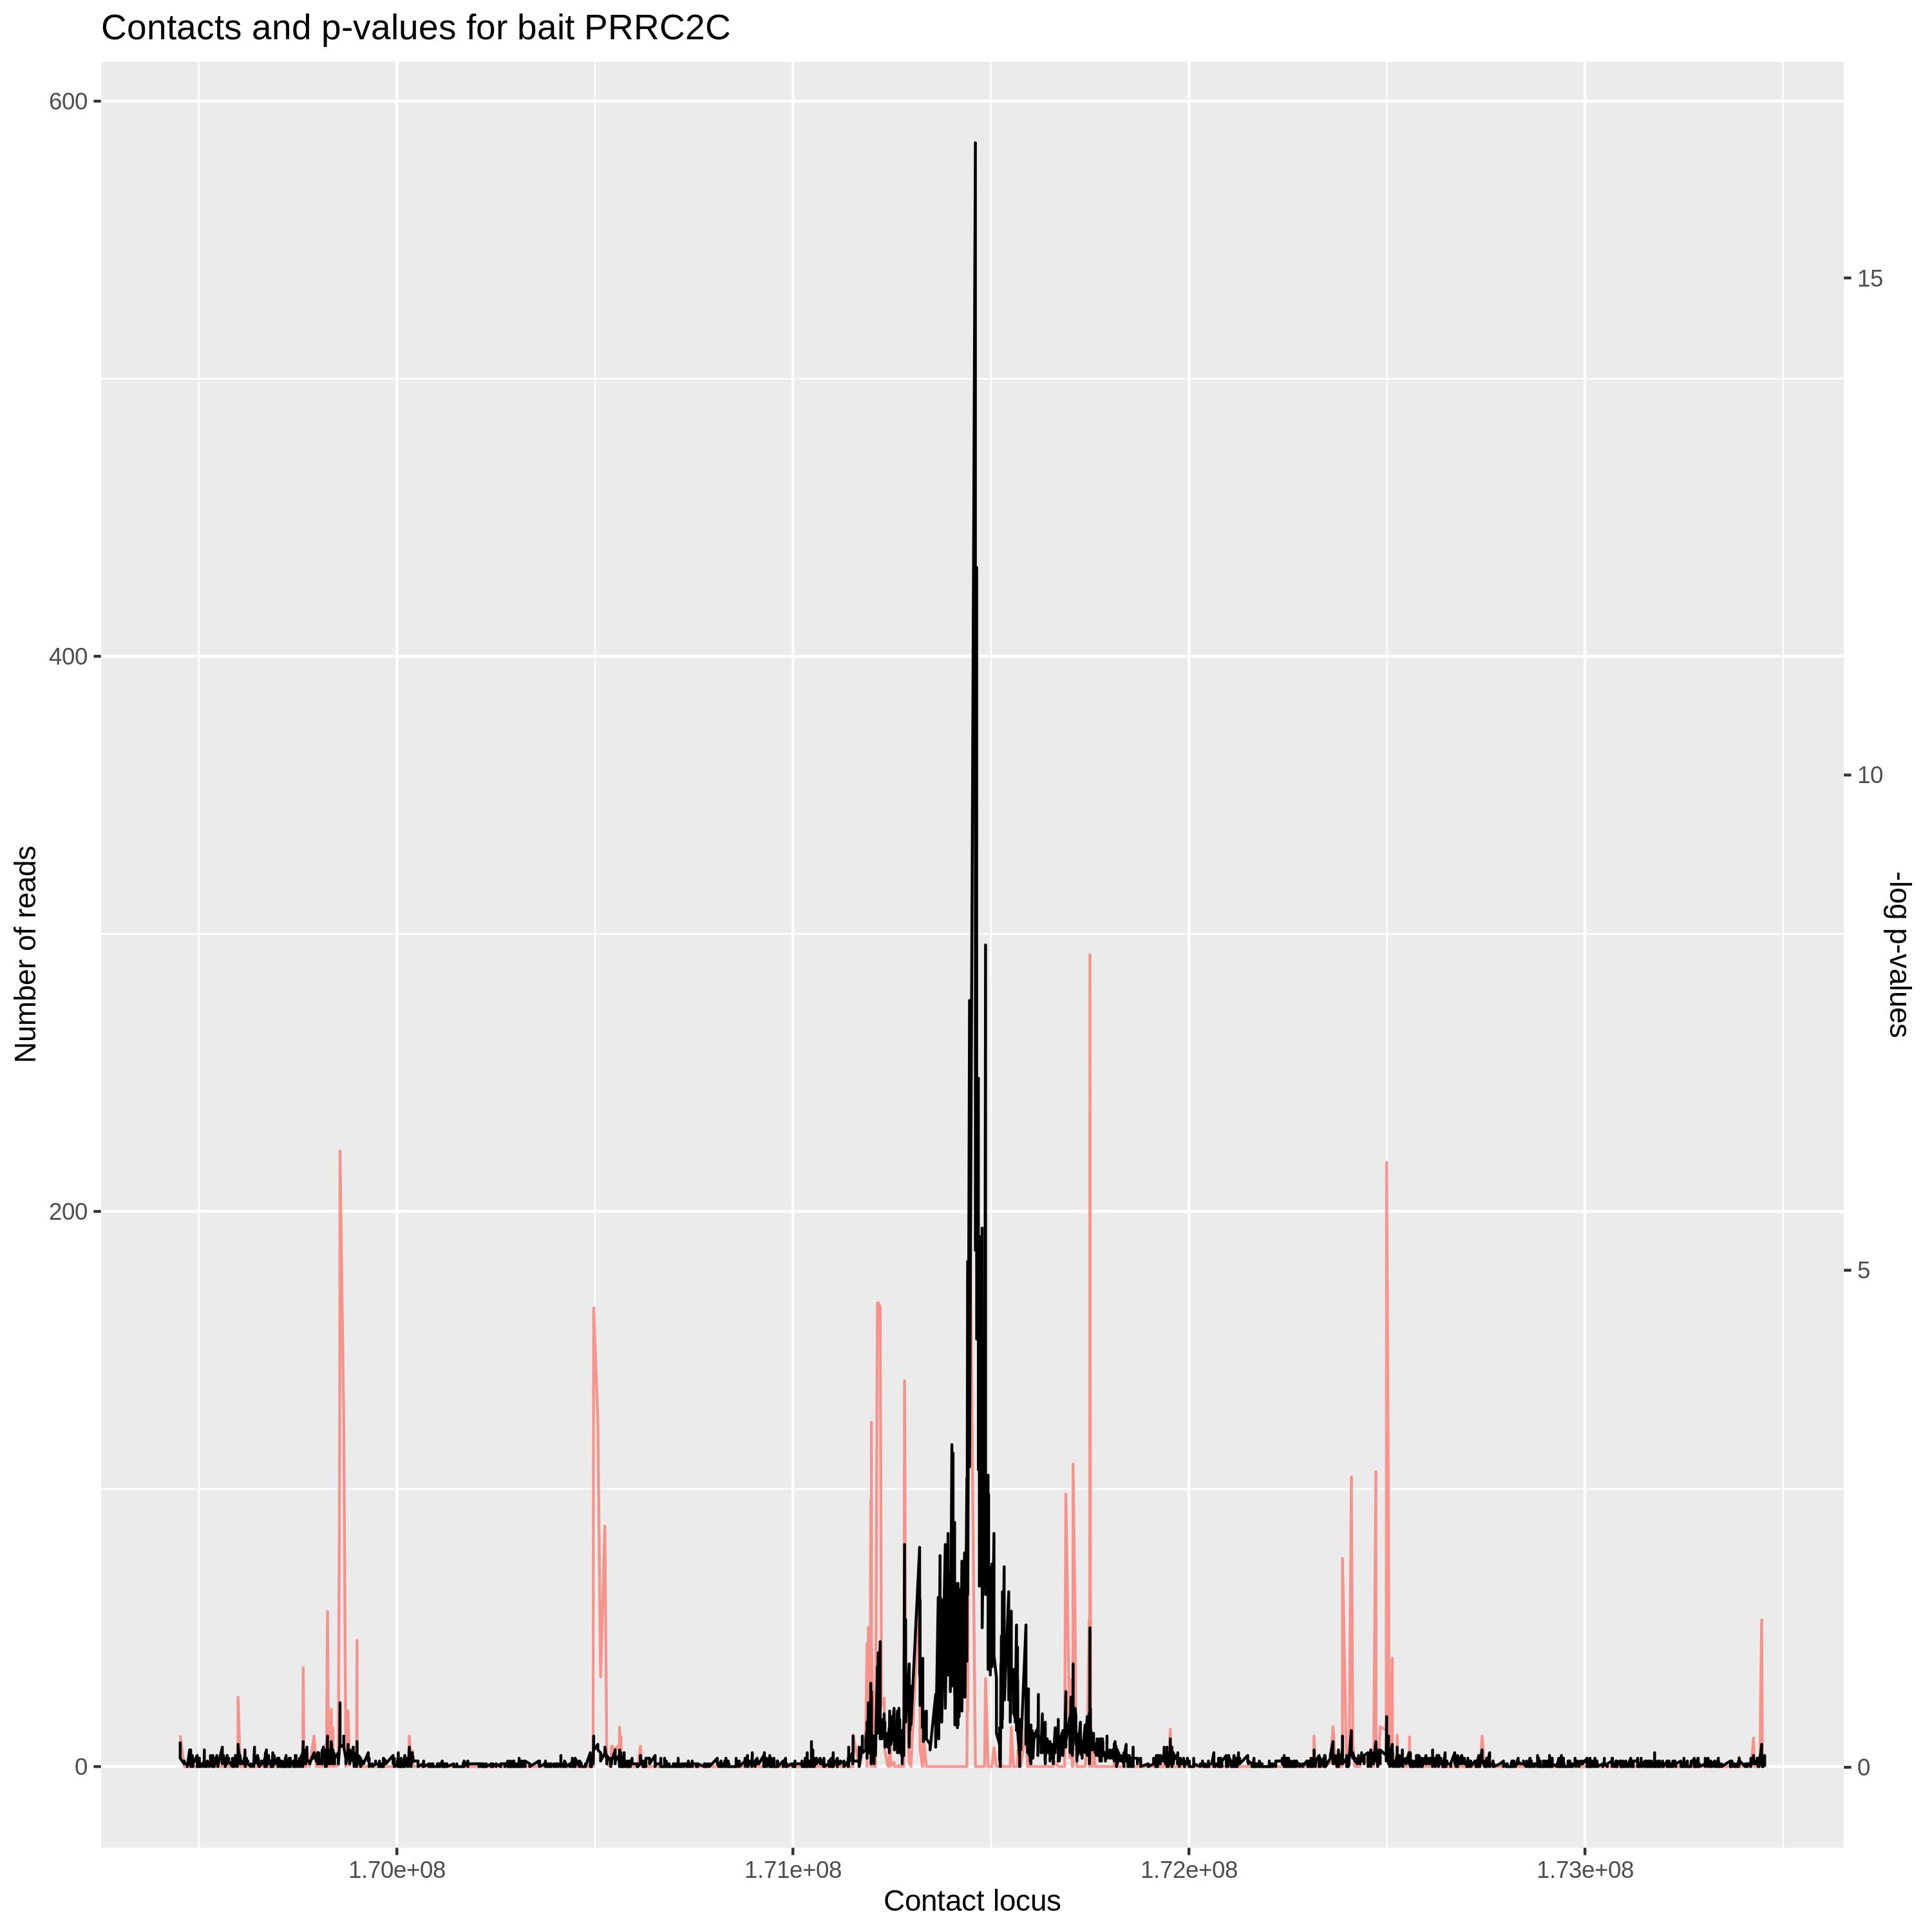 Contacts and p-values for bait PRRC2C
600
400
200
0
Number of reads
15
10
5
0
-log p-values
1.70e+08
1.71e+08
1.72e+08
1.73e+08
Contact locus